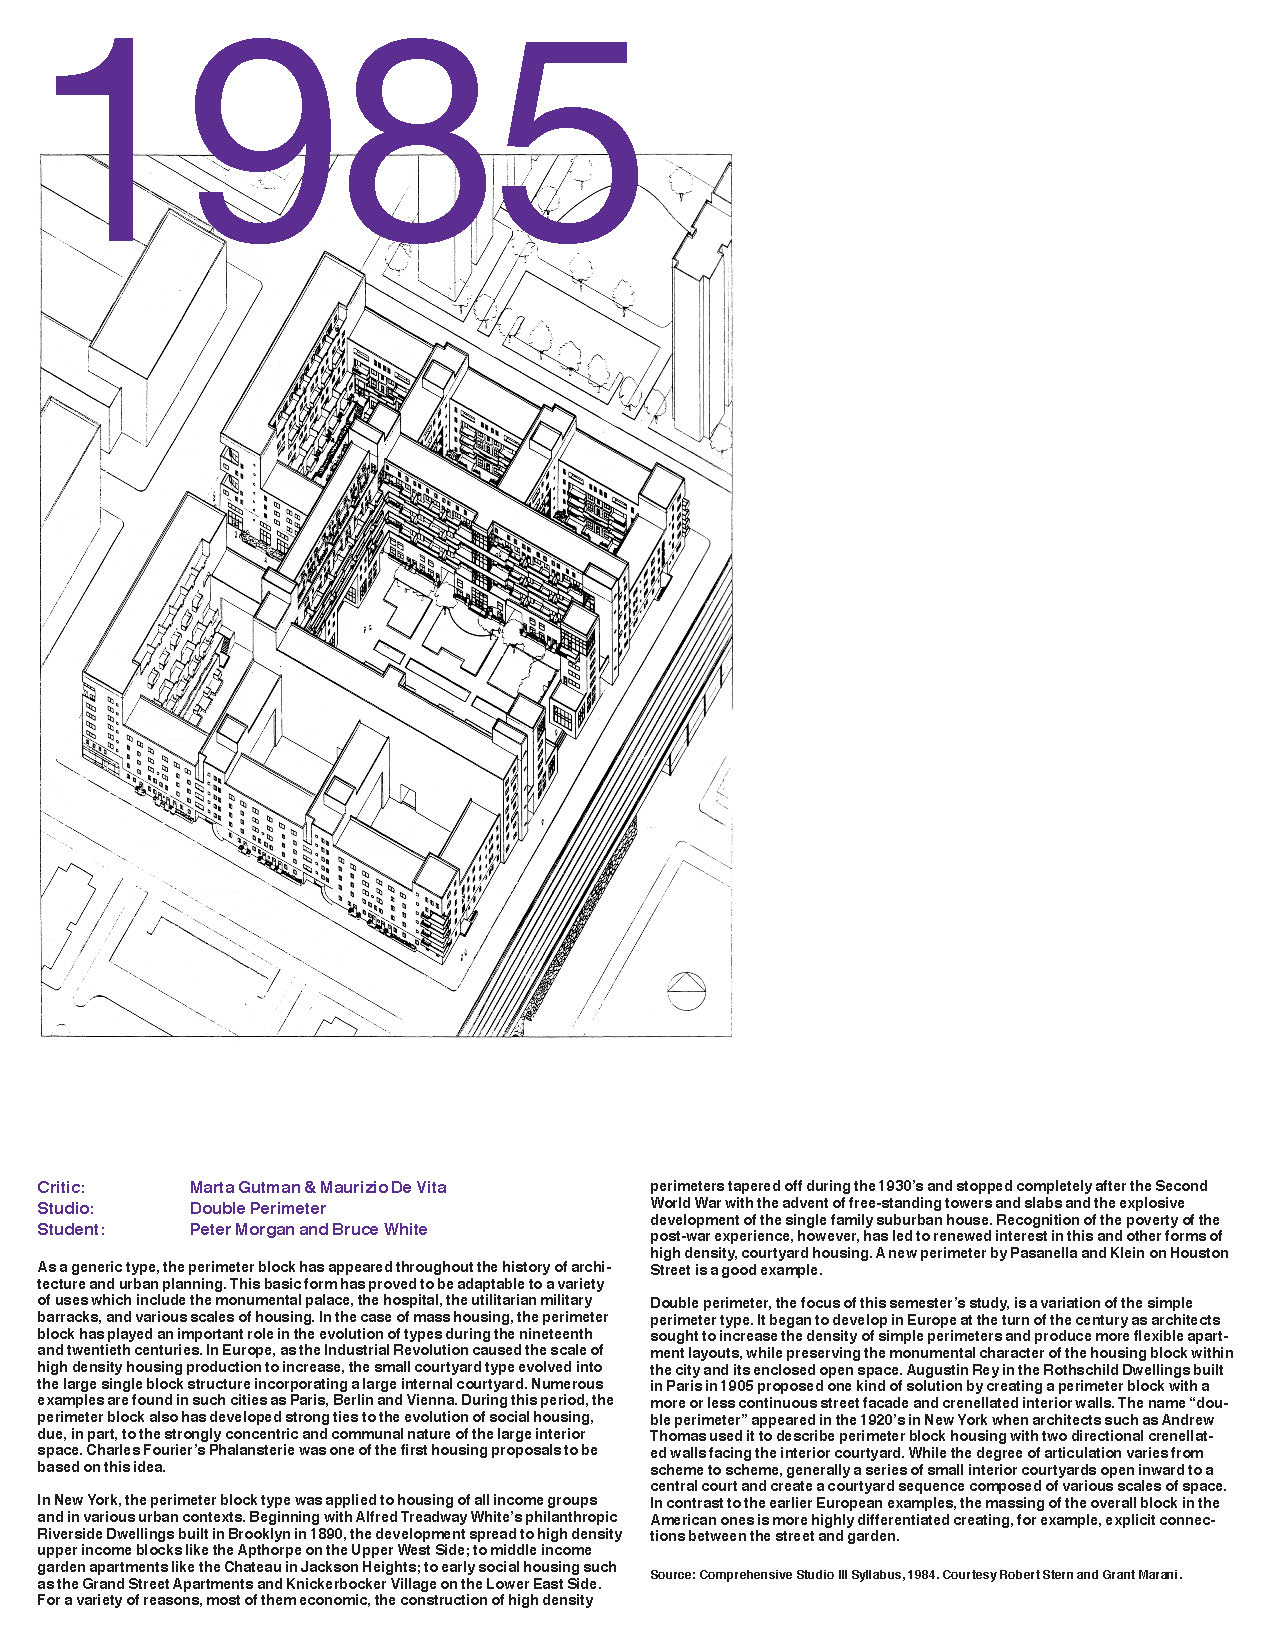 1985
Critic: Marta Gutman & Maurizio De Vita
Studio: Double Perimeter
Student: Peter Morgan and Bruce White
As a generic type, the perimeter block has appeared throughout the history of archi-
tecture and urban planning. This basic form has proved to be adaptable to a variety
of uses which include the monumental palace, the hospital, the utilitarian military
barracks, and various scales of housing. In the case of mass housing, the perimeter
block has played an important role in the evolution of types during the nineteenth
and twentieth centuries. In Europe, as the Industrial Revolution caused the scale of
high density housing production to increase, the small courtyard type evolved into
the large single block structure incorporating a large internal courtyard. Numerous
examples are found in such cities as Paris, Berlin and Vienna. During this period, the
perimeter block also has developed strong ties to the evolution of social housing,
due, in part, to the strongly concentric and communal nature of the large interior
space. Charles Fourier's Phalansterie was one of the first housing proposals to be
based on this idea.
In New York, the perimeter block type was applied to housing of all income groups
and in various urban contexts. Beginning with Alfred Treadway White's philanthropic
Riverside Dwellings built in Brooklyn in 1890, the development spread to high density
upper income blocks like the Apthorpe on the Upper West Side; to middle income
garden apartments like the Chateau in Jackson Heights; to early social housing such
as the Grand Street Apartments and Knickerbocker Village on the Lower East Side.
For a variety of reasons, most of them economic, the construction of high density
perimeters tapered off during the 1930's and stopped completely after the Second
World War with the advent of free-standing towers and slabs and the explosive
development of the single family suburban house. Recognition of the poverty of the
post-war experience, however, has led to renewed interest in this and other forms of
high density, courtyard housing. A new perimeter by Pasanella and Klein on Houston
Street is a good example.
Double perimeter, the focus of this semester's study, is a variation of the simple
perimeter type. It began to develop in Europe at the turn of the century as architects
sought to increase the density of simple perimeters and produce more flexible apart-
ment layouts, while preserving the monumental character of the housing block within
the city and its enclosed open space. Augustin Rey in the Rothschild Dwellings built
in Paris in 1905 proposed one kind of solution by creating a perimeter block with a
more or less continuous street facade and crenellated interior walls. The name “dou-
ble perimeter” appeared in the 1920's in New York when architects such as Andrew
Thomas used it to describe perimeter block housing with two directional crenellat-
ed walls facing the interior courtyard. While the degree of articulation varies from
scheme to scheme, generally a series of small interior courtyards open inward to a
central court and create a courtyard sequence composed of various scales of space.
In contrast to the earlier European examples, the massing of the overall block in the
American ones is more highly differentiated creating, for example, explicit connec-
tions between the street and garden.
Source: Comprehensive Studio III Syllabus, 1984. Courtesy Robert Stern and Grant Marani.